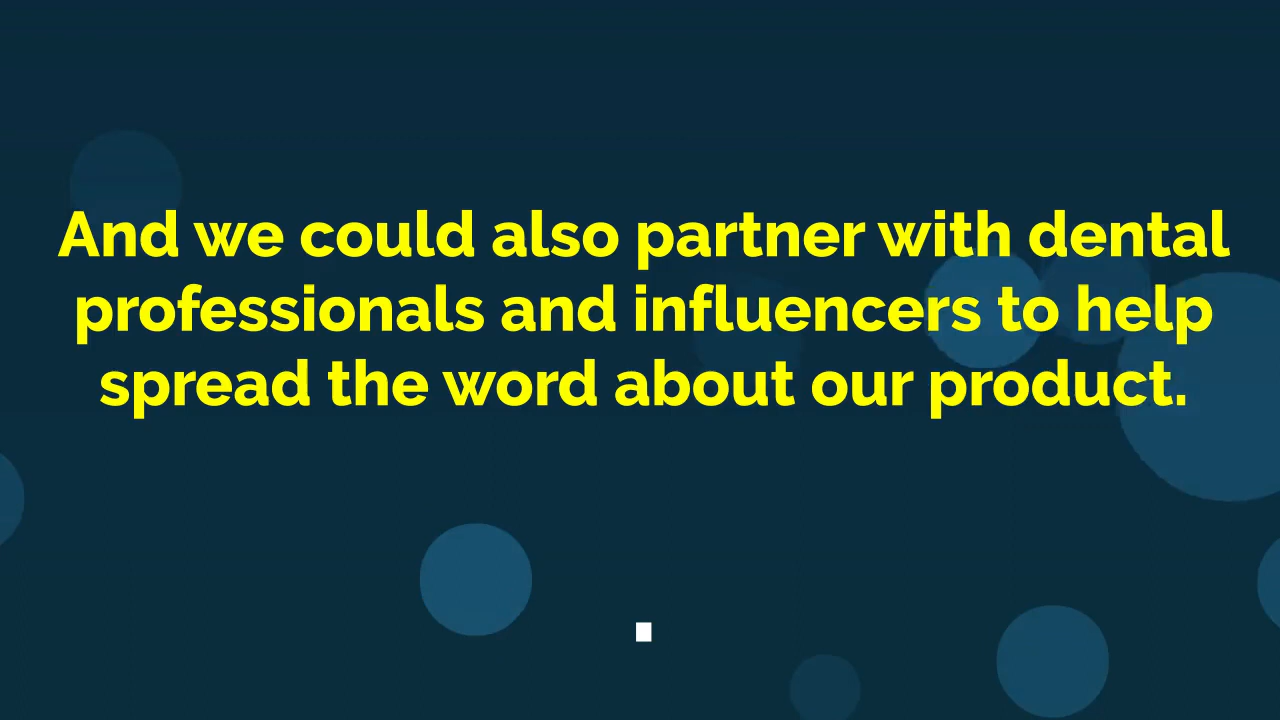 And we could also partner with dental
professionals and influencers to help
spread the word about our product.